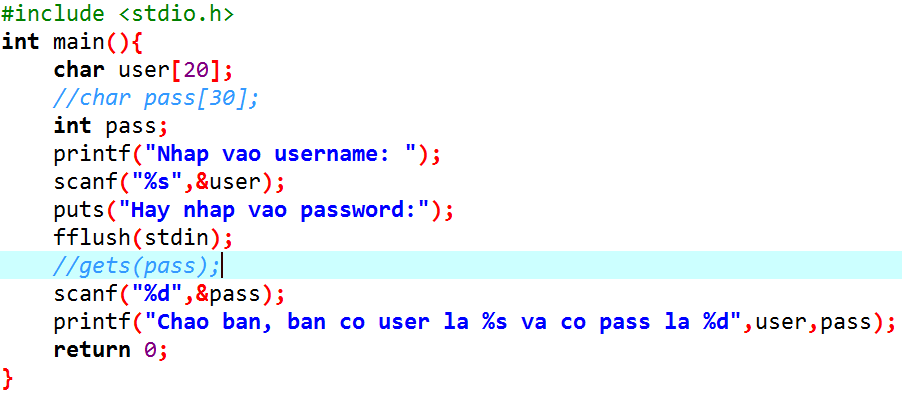 #include <stdio.h>
int main(){
    char user[20];
    //char pass[30];
    int pass;
    printf("Nhap vao username: ");
    scanf("%s",&user);
    puts("Hay nhap vao password:");
    fflush(stdin);
    //gets(pass);
    scanf("%d",&pass);
    printf("Chao ban, ban co user la %s va co pass la %d",user,pass);
    return 0;
}